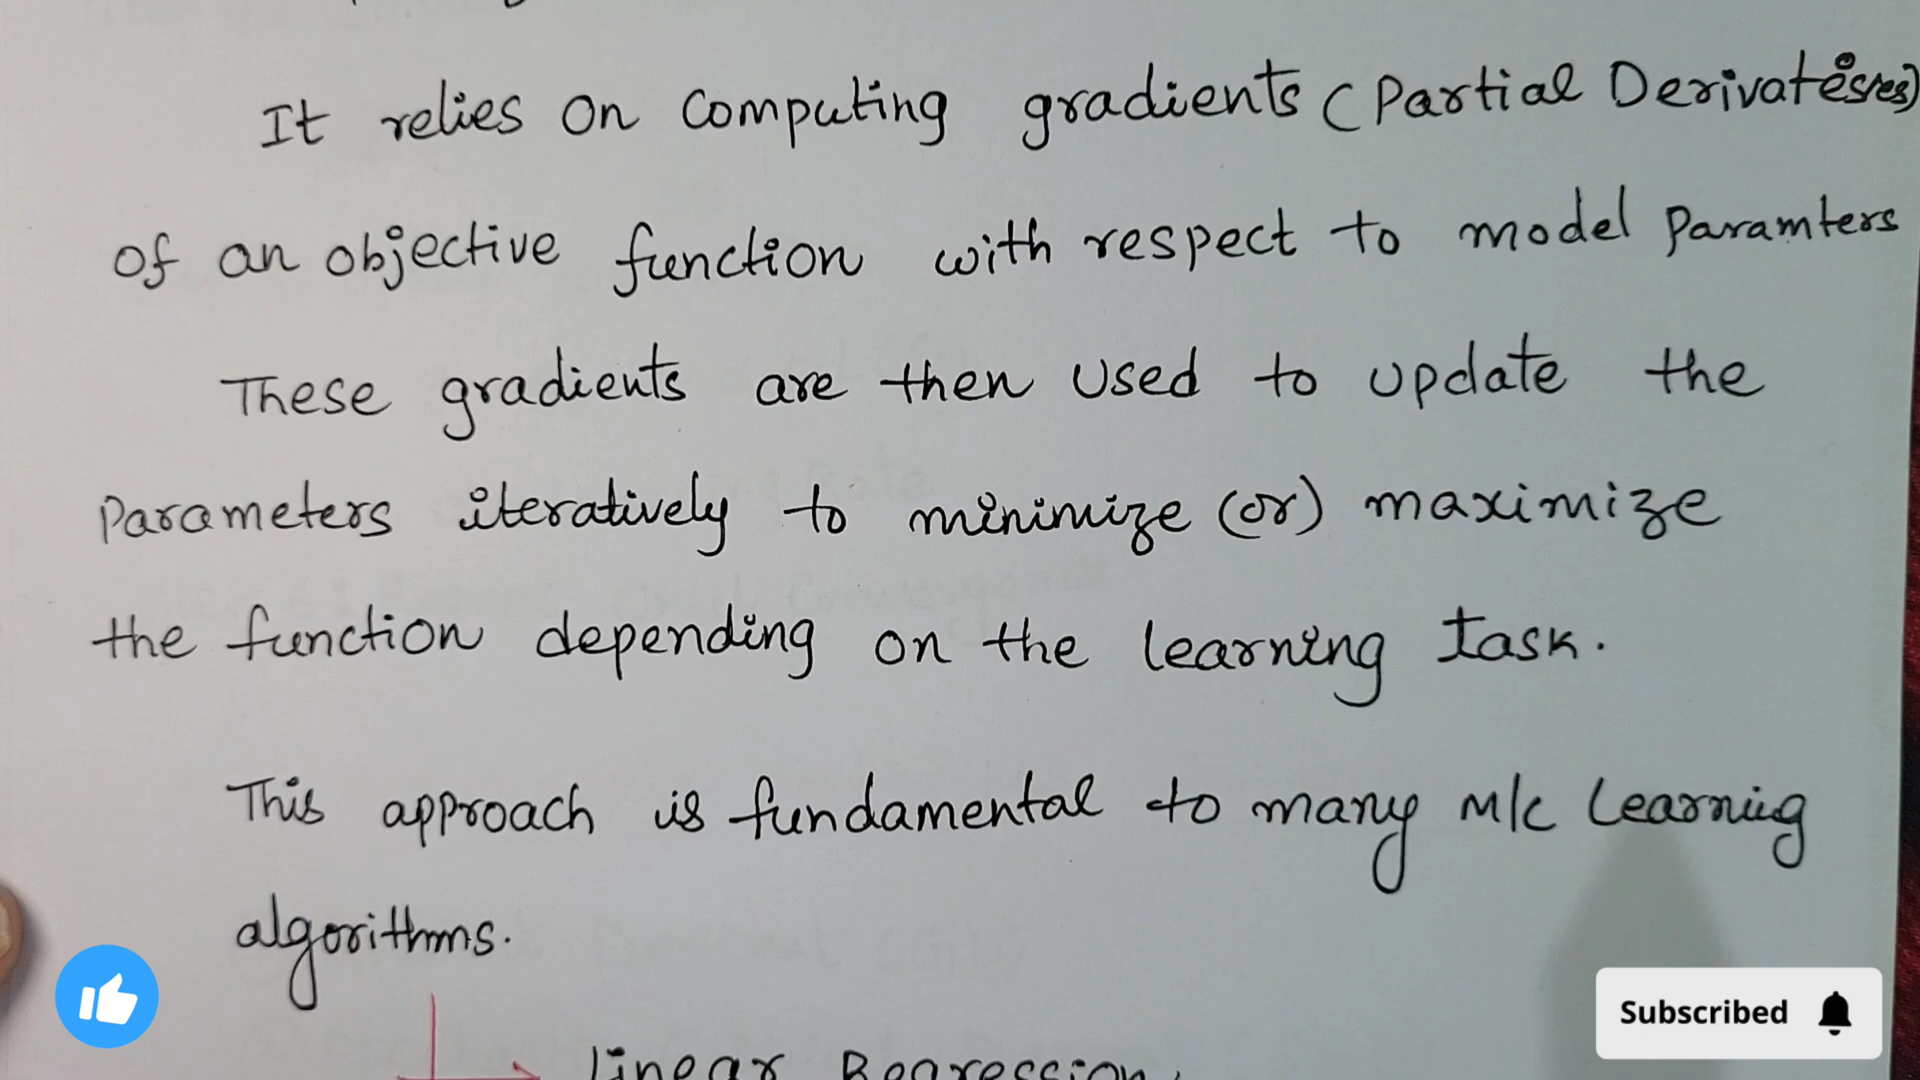 It relies on Computing gradients (Partial Derivatives)
of an objective function with respect to model Paramters
These gradients are then used to update the
Parameters iteratively to minimize (or) maximize
the function depending on the learning task.
This approach is fundamental to many M/c Learning
algorithms.
linear Regression,
Subscribed